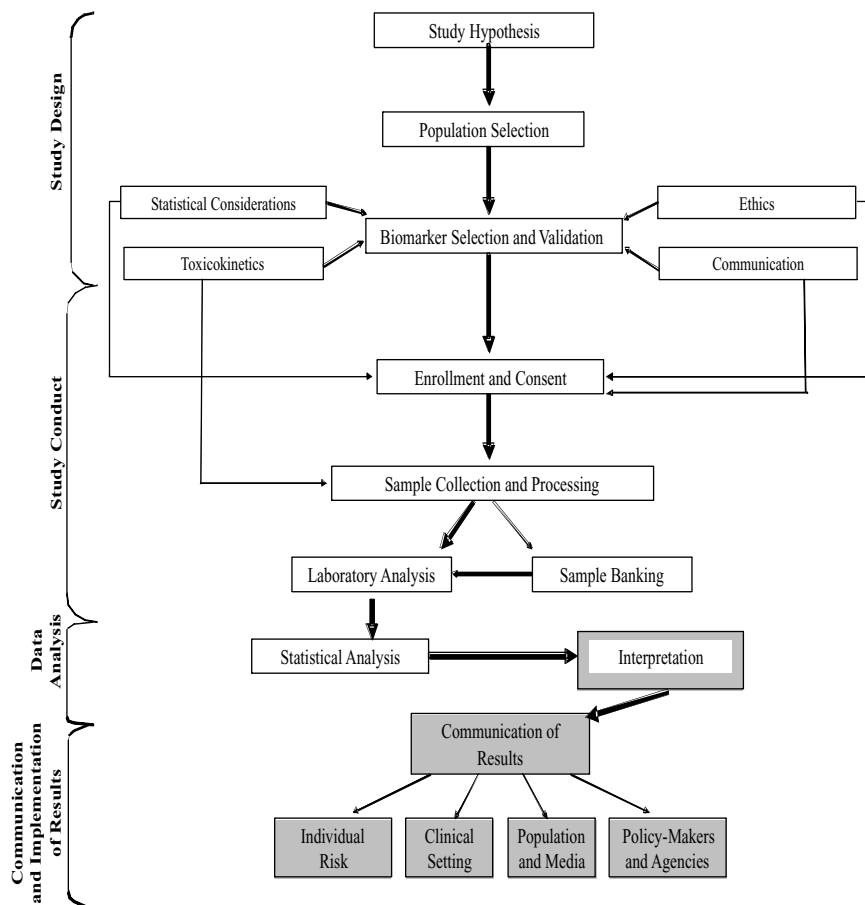 Study Design
Study Hypothesis
Population Selection
Statistical Considerations
Ethics
Biomarker Selection and Validation
Toxicokinetics
Communication
Study Conduct
Enrollment and Consent
Sample Collection and Processing
Laboratory Analysis
Sample Banking
Data
Analysis
Statistical Analysis
Interpretation
Communication
and Implementation
of Results
Communication of
Results
Individual
Risk
Clinical
Setting
Population
and Media
Policy-Makers
and Agencies